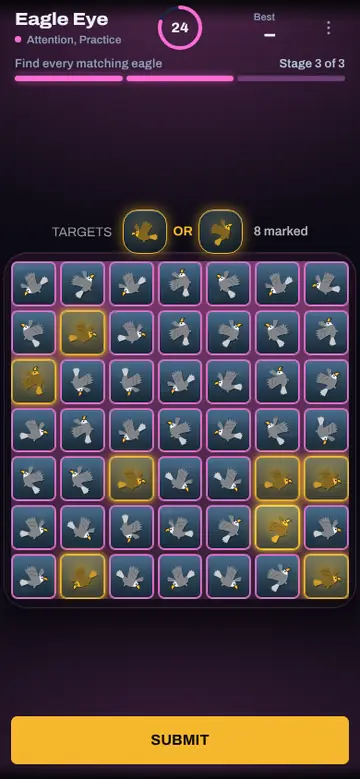 Eagle Eye
Attention, Practice
24
Best
–
Find every matching eagle
Stage 3 of 3
TARGETS OR 8 marked
SUBMIT